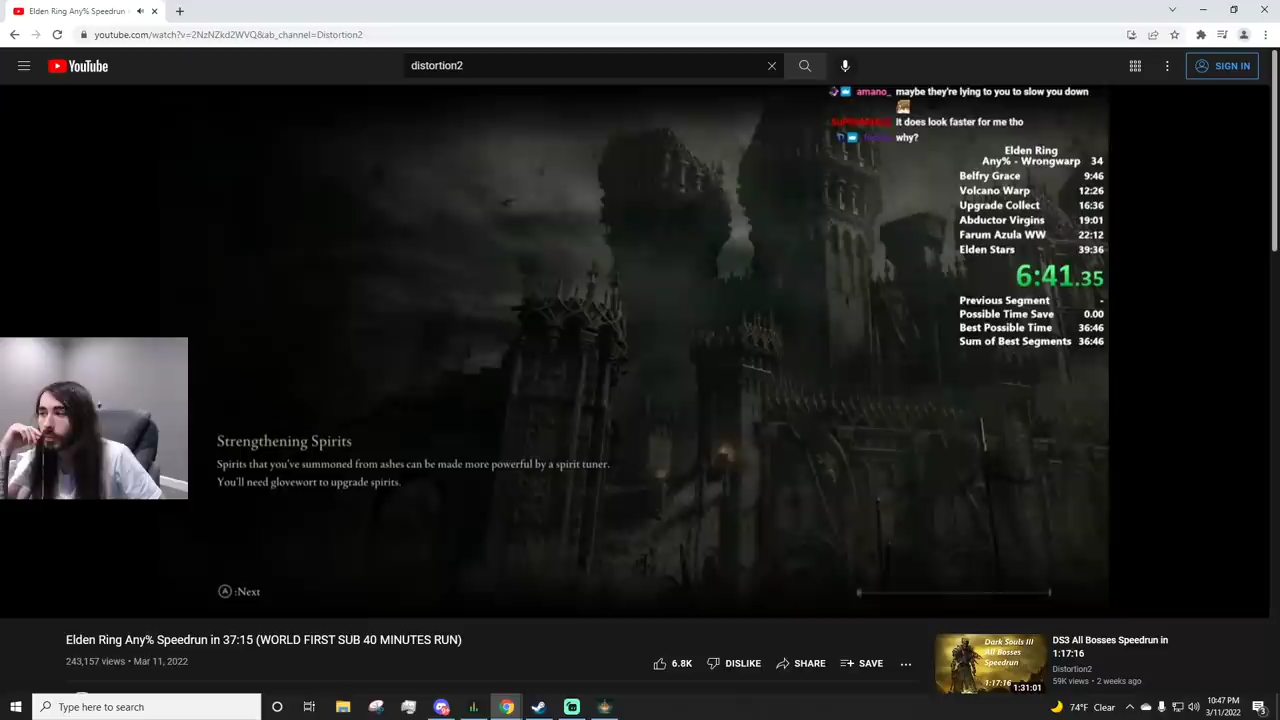 Elden Ring Any% Speedrun
youtube.com/watch?v=2NzNZkd2WVQ&ab_channel=Distortion2
YouTube
distortion2
SIGN IN
amano_ maybe they're lying to you to slow you down
It does look faster for me tho
why?
Elden Ring
Any% - Wrongwarp 34
Belfry Grace 9:46
Volcano Warp 12:26
Upgrade Collect 16:36
Abductor Virgins 19:01
Farum Azula WW 22:12
Elden Stars 39:36
6:41.35
Previous Segment -
Possible Time Save 0.00
Best Possible Time 36:46
Sum of Best Segments 36:46
Strengthening Spirits
Spirits that you've summoned from ashes can be made more powerful by a spirit tuner.
You'll need glovewort to upgrade spirits.
A :Next
Elden Ring Any% Speedrun in 37:15 (WORLD FIRST SUB 40 MINUTES RUN)
243,157 views • Mar 11, 2022
6.8K DISLIKE SHARE SAVE
Dark Souls III
All Bosses
Speedrun
1:17:16
1:31:01
DS3 All Bosses Speedrun in
1:17:16
Distortion2
59K views • 2 weeks ago
Type here to search
74°F Clear
10:47 PM
3/11/2022
3